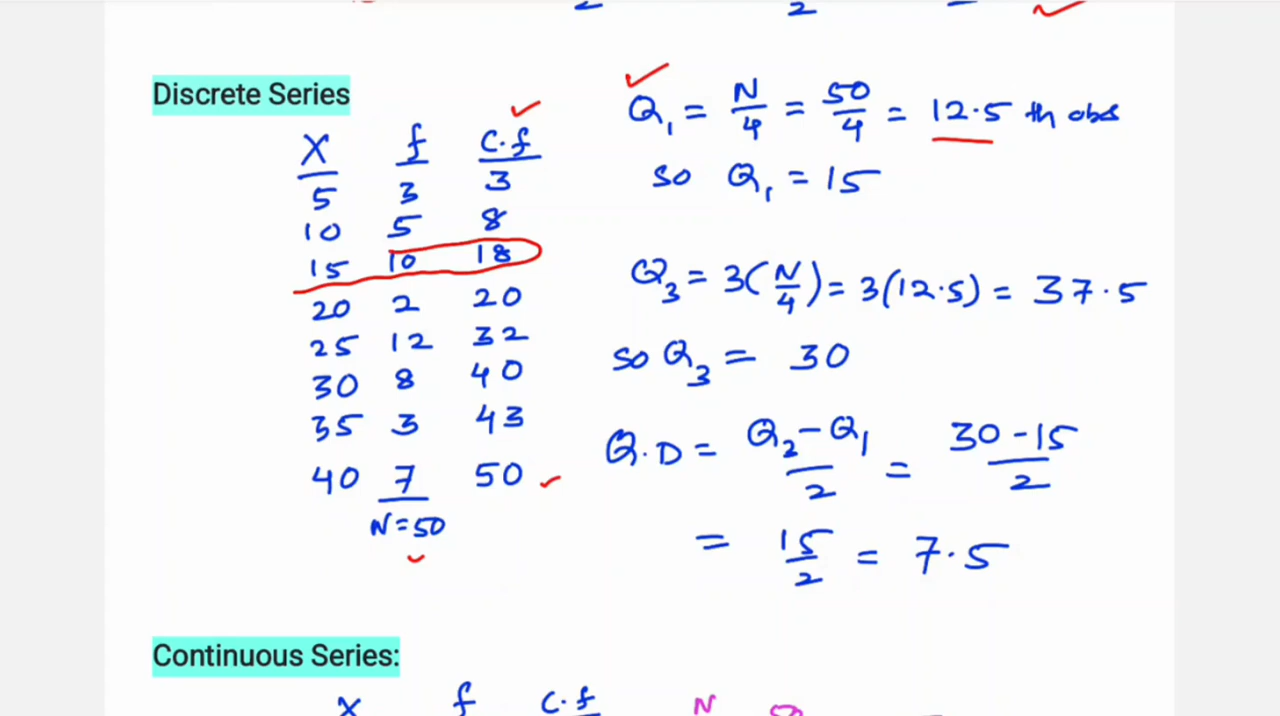 2 2
Discrete Series
X f C.f
5 3 3
10 5 8
15 10 18
20 2 20
25 12 32
30 8 40
35 3 43
40 7 50
N=50
Q₁ = N/4 = 50/4 = 12.5 th obs
so Q₁ = 15
Q₃ = 3(N/4) = 3(12.5) = 37.5
so Q₃ = 30
Q.D = Q₂-Q₁/2 = 30-15/2
= 15/2 = 7.5
Continuous Series:
X f C.f N